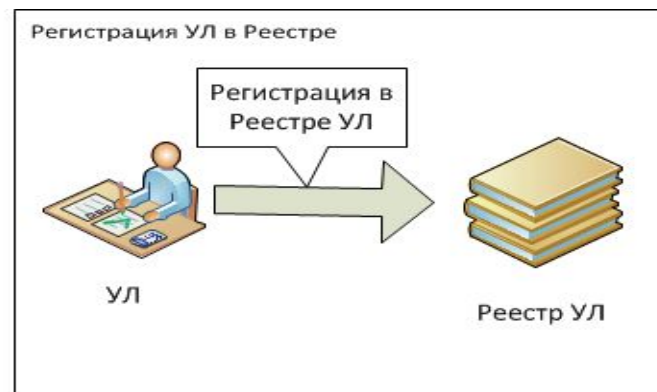 Регистрация УЛ в Реестре
Регистрация в
Реестре УЛ
УЛ
Реестр УЛ